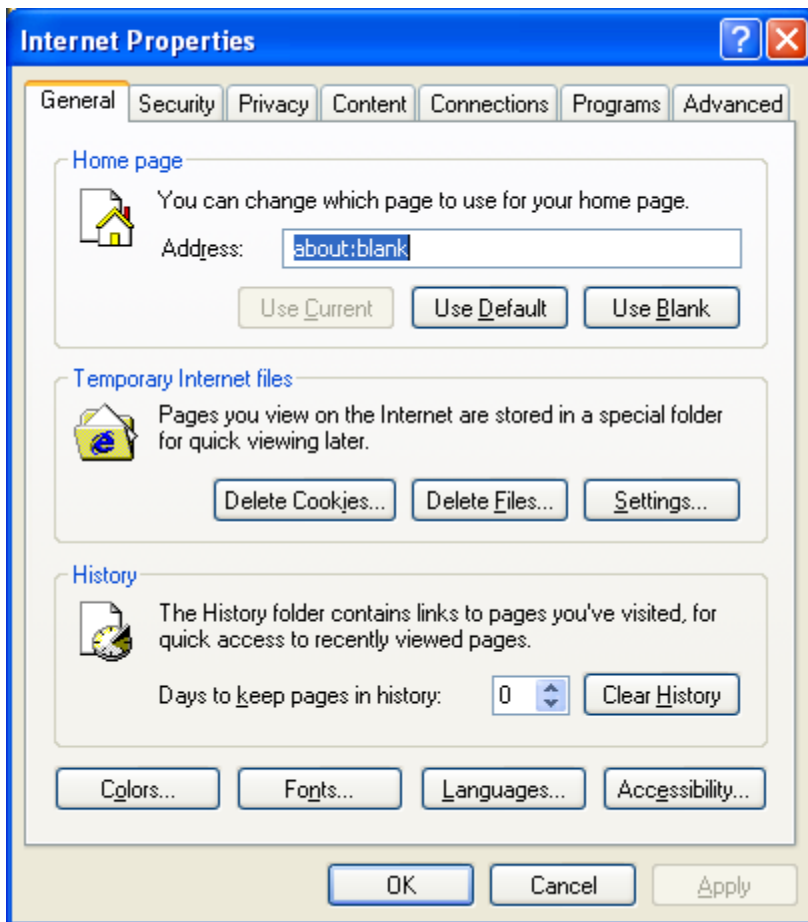 Internet Properties
General Security Privacy Content Connections Programs Advanced
Home page
You can change which page to use for your home page.
Address: about:blank
Use Current Use Default Use Blank
Temporary Internet files
Pages you view on the Internet are stored in a special folder
for quick viewing later.
Delete Cookies... Delete Files... Settings...
History
The History folder contains links to pages you've visited, for
quick access to recently viewed pages.
Days to keep pages in history: 0 Clear History
Colors... Fonts... Languages... Accessibility...
OK Cancel Apply